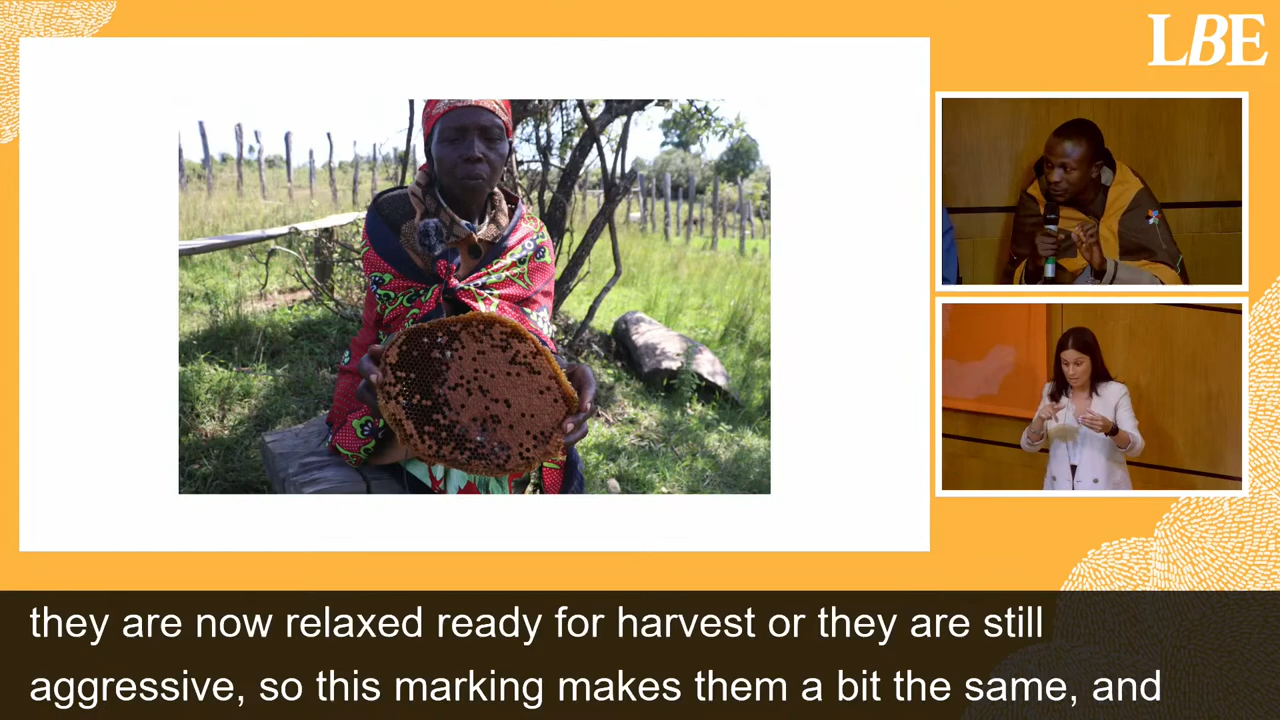 LBE
they are now relaxed ready for harvest or they are still
aggressive, so this marking makes them a bit the same, and